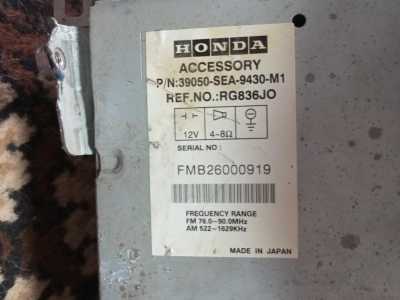 HONDA
ACCESSORY
P/N:39050-SEA-9430-M1
REF.NO.:RG836JO
12V 4~8Ω
SERIAL NO :
FMB26000919
FREQUENCY RANGE
FM 76.0~90.0MHz
AM 522~1629KHz
MADE IN JAPAN